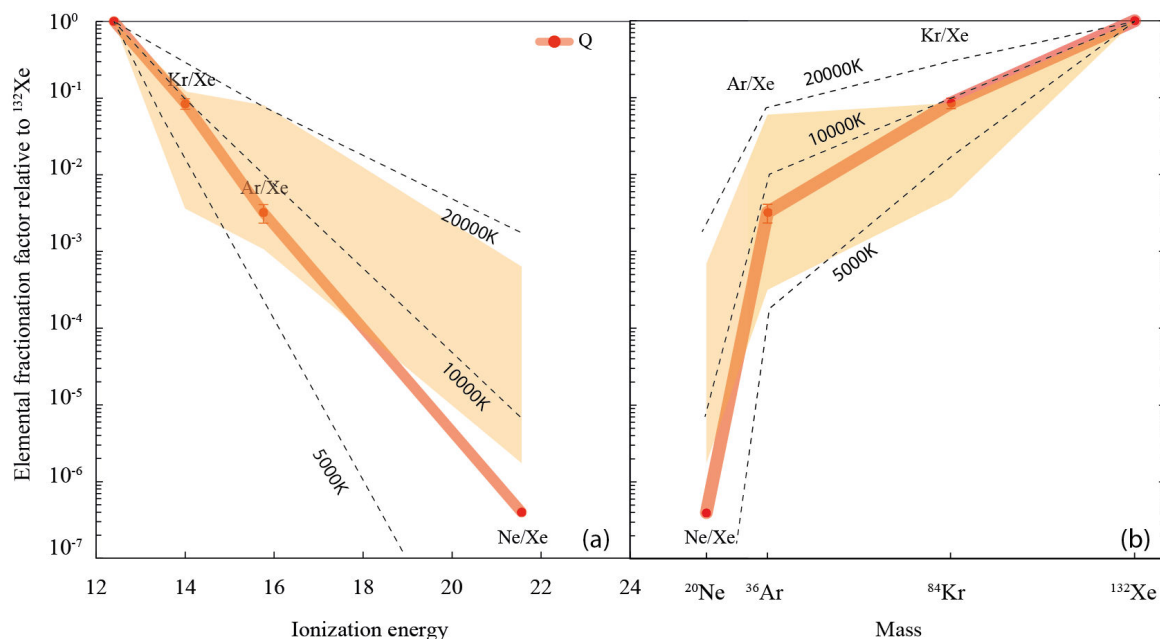 Elemental fractionation factor relative to ¹³²Xe
10⁰
10⁻¹
10⁻²
10⁻³
10⁻⁴
10⁻⁵
10⁻⁶
10⁻⁷
Q
Kr/Xe
Ar/Xe
20000K
10000K
5000K
Ne/Xe
(a)
12 14 16 18 20 22 24
Ionization energy
Kr/Xe
Ar/Xe
20000K
10000K
5000K
Ne/Xe
(b)
²⁰Ne ³⁶Ar ⁸⁴Kr ¹³²Xe
Mass